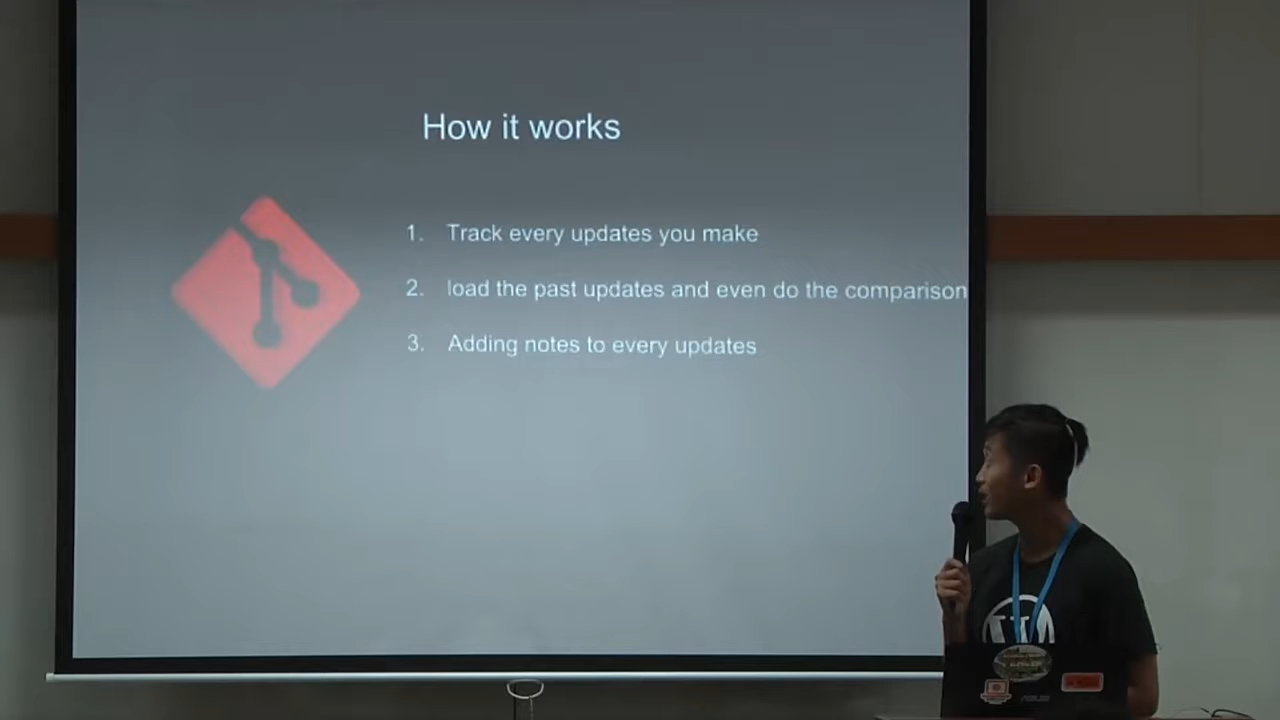 How it works
1. Track every updates you make
2. load the past updates and even do the comparison
3. Adding notes to every updates